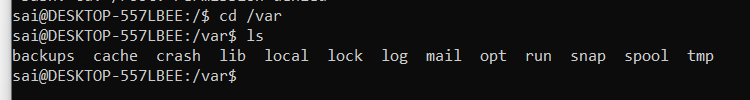 sai@DESKTOP-557LBEE:/$ cd /var
sai@DESKTOP-557LBEE:/var$ ls
backups  cache  crash  lib  local  lock  log  mail  opt  run  snap  spool  tmp
sai@DESKTOP-557LBEE:/var$